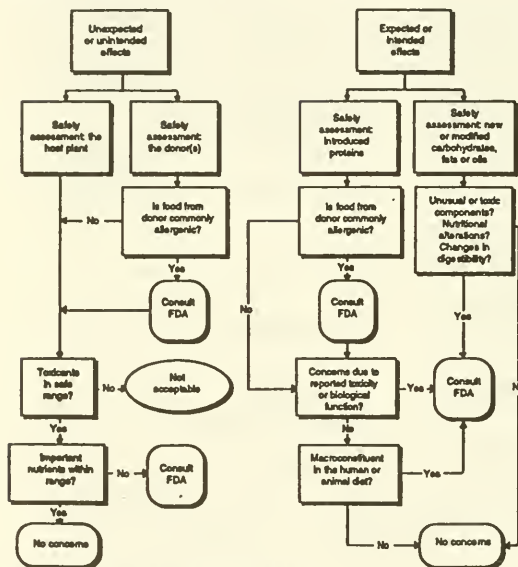 Unexpected
or unintended
effects
Safety
assessment: the
host plant
Safety
assessment:
the donor(s)
Is food from
donor commonly
allergenic?
No
Yes
Consult
FDA
Toxicants
in safe
range?
No
Not
acceptable
Yes
Important
nutrients within
range?
No
Consult
FDA
Yes
No concerns
Expected or
intended
effects
Safety
assessment:
introduced
proteins
Safety
assessment: new
or modified
carbohydrates,
fats or oils
Is food from
donor commonly
allergenic?
Unusual or toxic
components?
Nutritional
alterations?
Changes in
digestibility?
No
Yes
Consult
FDA
Yes
Concerns due to
reported toxicity
or biological
function?
Yes
Consult
FDA
No
Macroconstituent
in the human or
animal diet?
Yes
No
No concerns